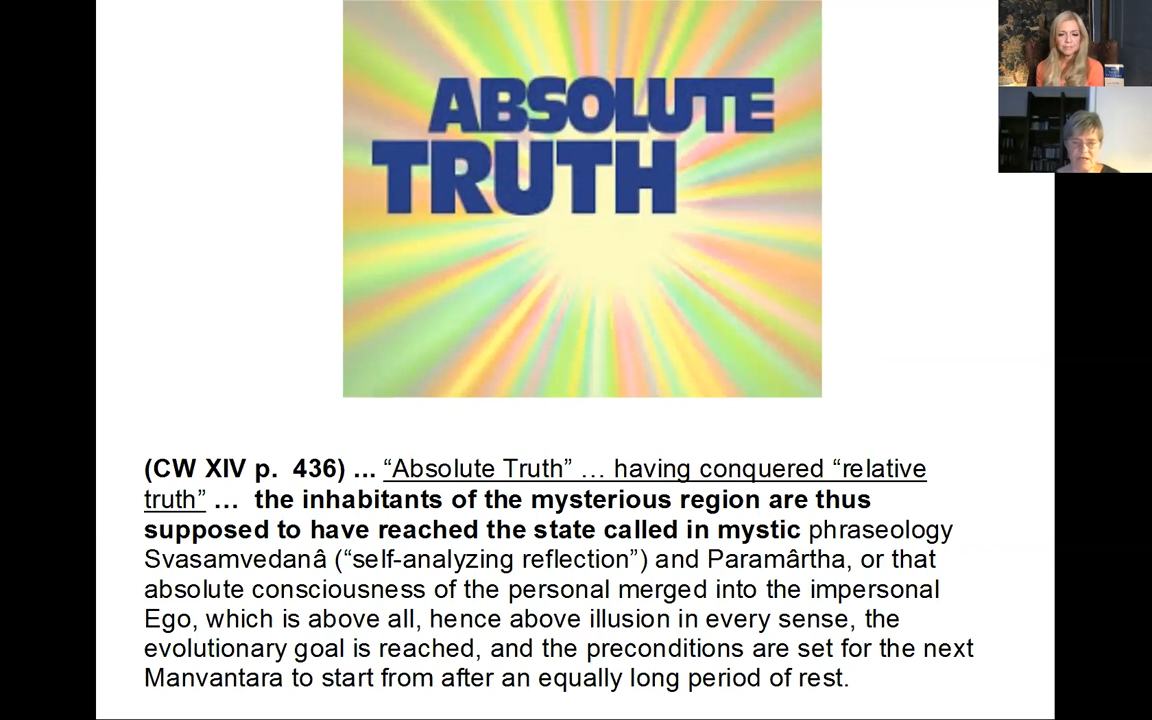 ABSOLUTE
TRUTH
(CW XIV p.  436) ... “Absolute Truth” … having conquered “relative
truth” …  the inhabitants of the mysterious region are thus
supposed to have reached the state called in mystic phraseology
Svasamvedanâ (“self-analyzing reflection”) and Paramârtha, or that
absolute consciousness of the personal merged into the impersonal
Ego, which is above all, hence above illusion in every sense, the
evolutionary goal is reached, and the preconditions are set for the next
Manvantara to start from after an equally long period of rest.